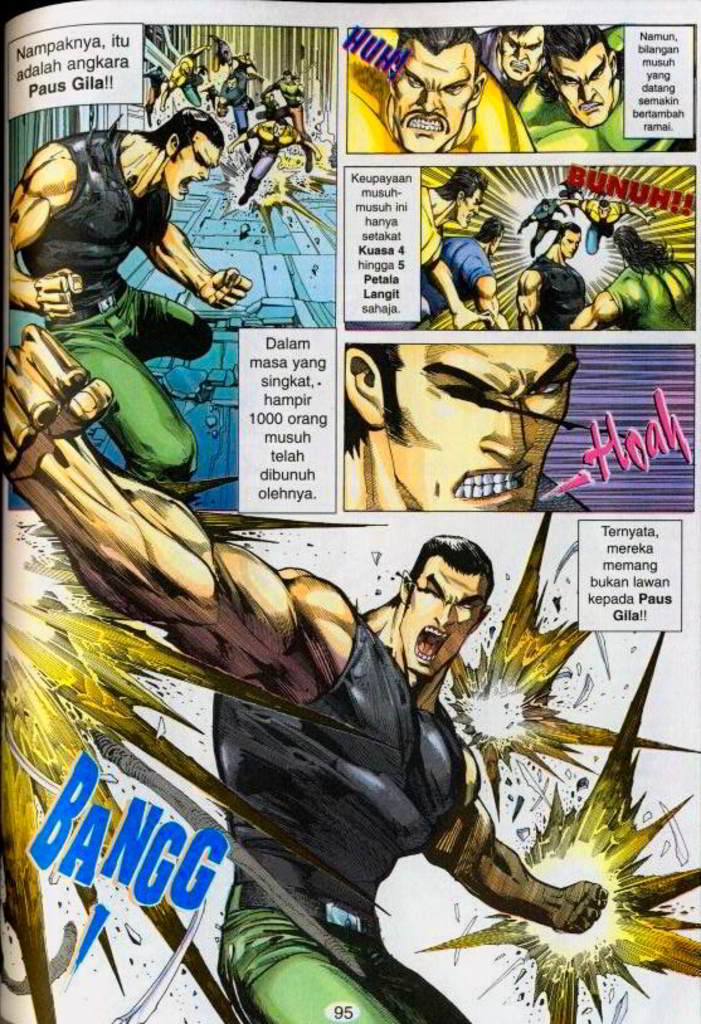 Nampaknya, itu
adalah angkara
Paus Gila!!
HUH!
Namun,
bilangan
musuh
yang
datang
semakin
ramai.
Dalam
masa yang
singkat,
hampir
1000 orang
musuh
telah
dibunuh
olehnya.
Keupayaan
musuh-
musuh ini
hanya
setakat
Kuasa 4
hingga 5
Petala
Langit
sahaja.
BUNUH!!
Hoah
Ternyata,
mereka
memang
bukan lawan
kepada Paus
Gila!!
BANGG
!
95